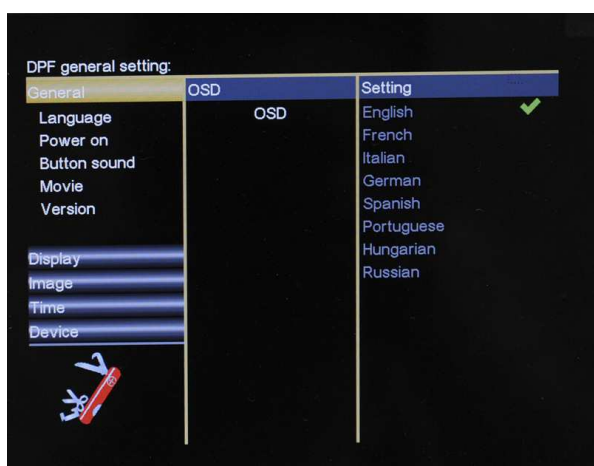 DPF general setting:
General
Language
Power on
Button sound
Movie
Version
Display
Image
Time
Device
OSD
OSD
Setting
English
French
Italian
German
Spanish
Portuguese
Hungarian
Russian